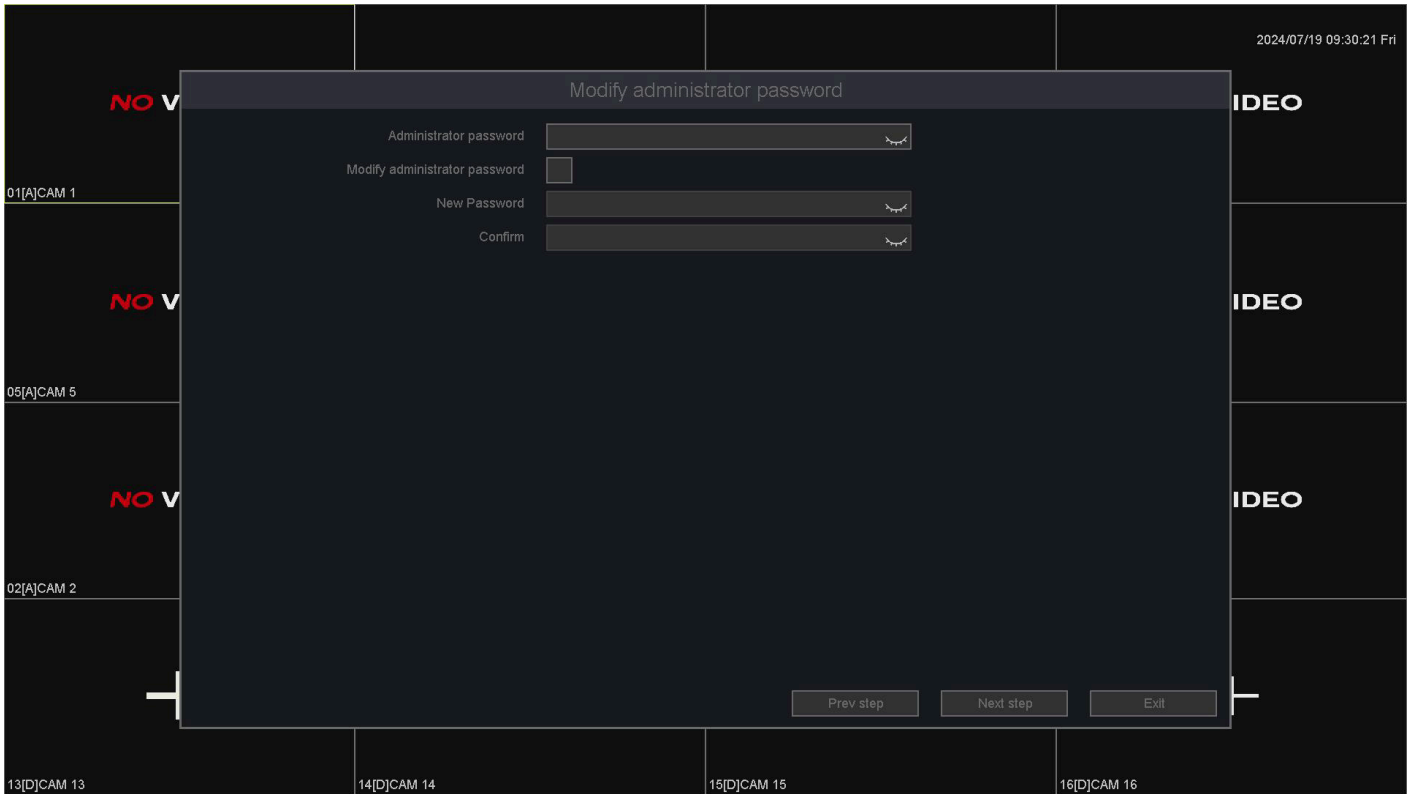 2024/07/19 09:30:21 Fri
Modify administrator password
NO V
IDEO
Administrator password
Modify administrator password
01[A]CAM 1
New Password
Confirm
NO V
IDEO
05[A]CAM 5
NO V
IDEO
02[A]CAM 2
Prev step
Next step
Exit
13[D]CAM 13
14[D]CAM 14
15[D]CAM 15
16[D]CAM 16